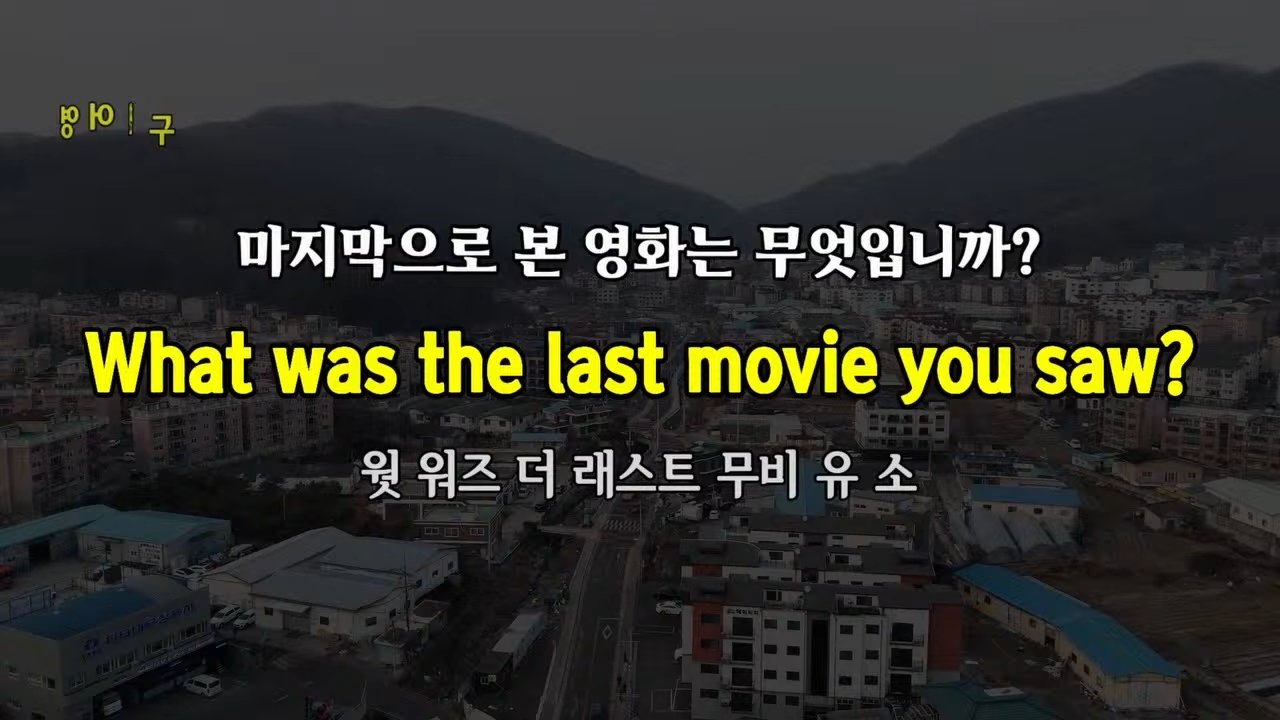 마지막으로 본 영화는 무엇입니까?
What was the last movie you saw?
웟 워즈 더 래스트 무비 유 소